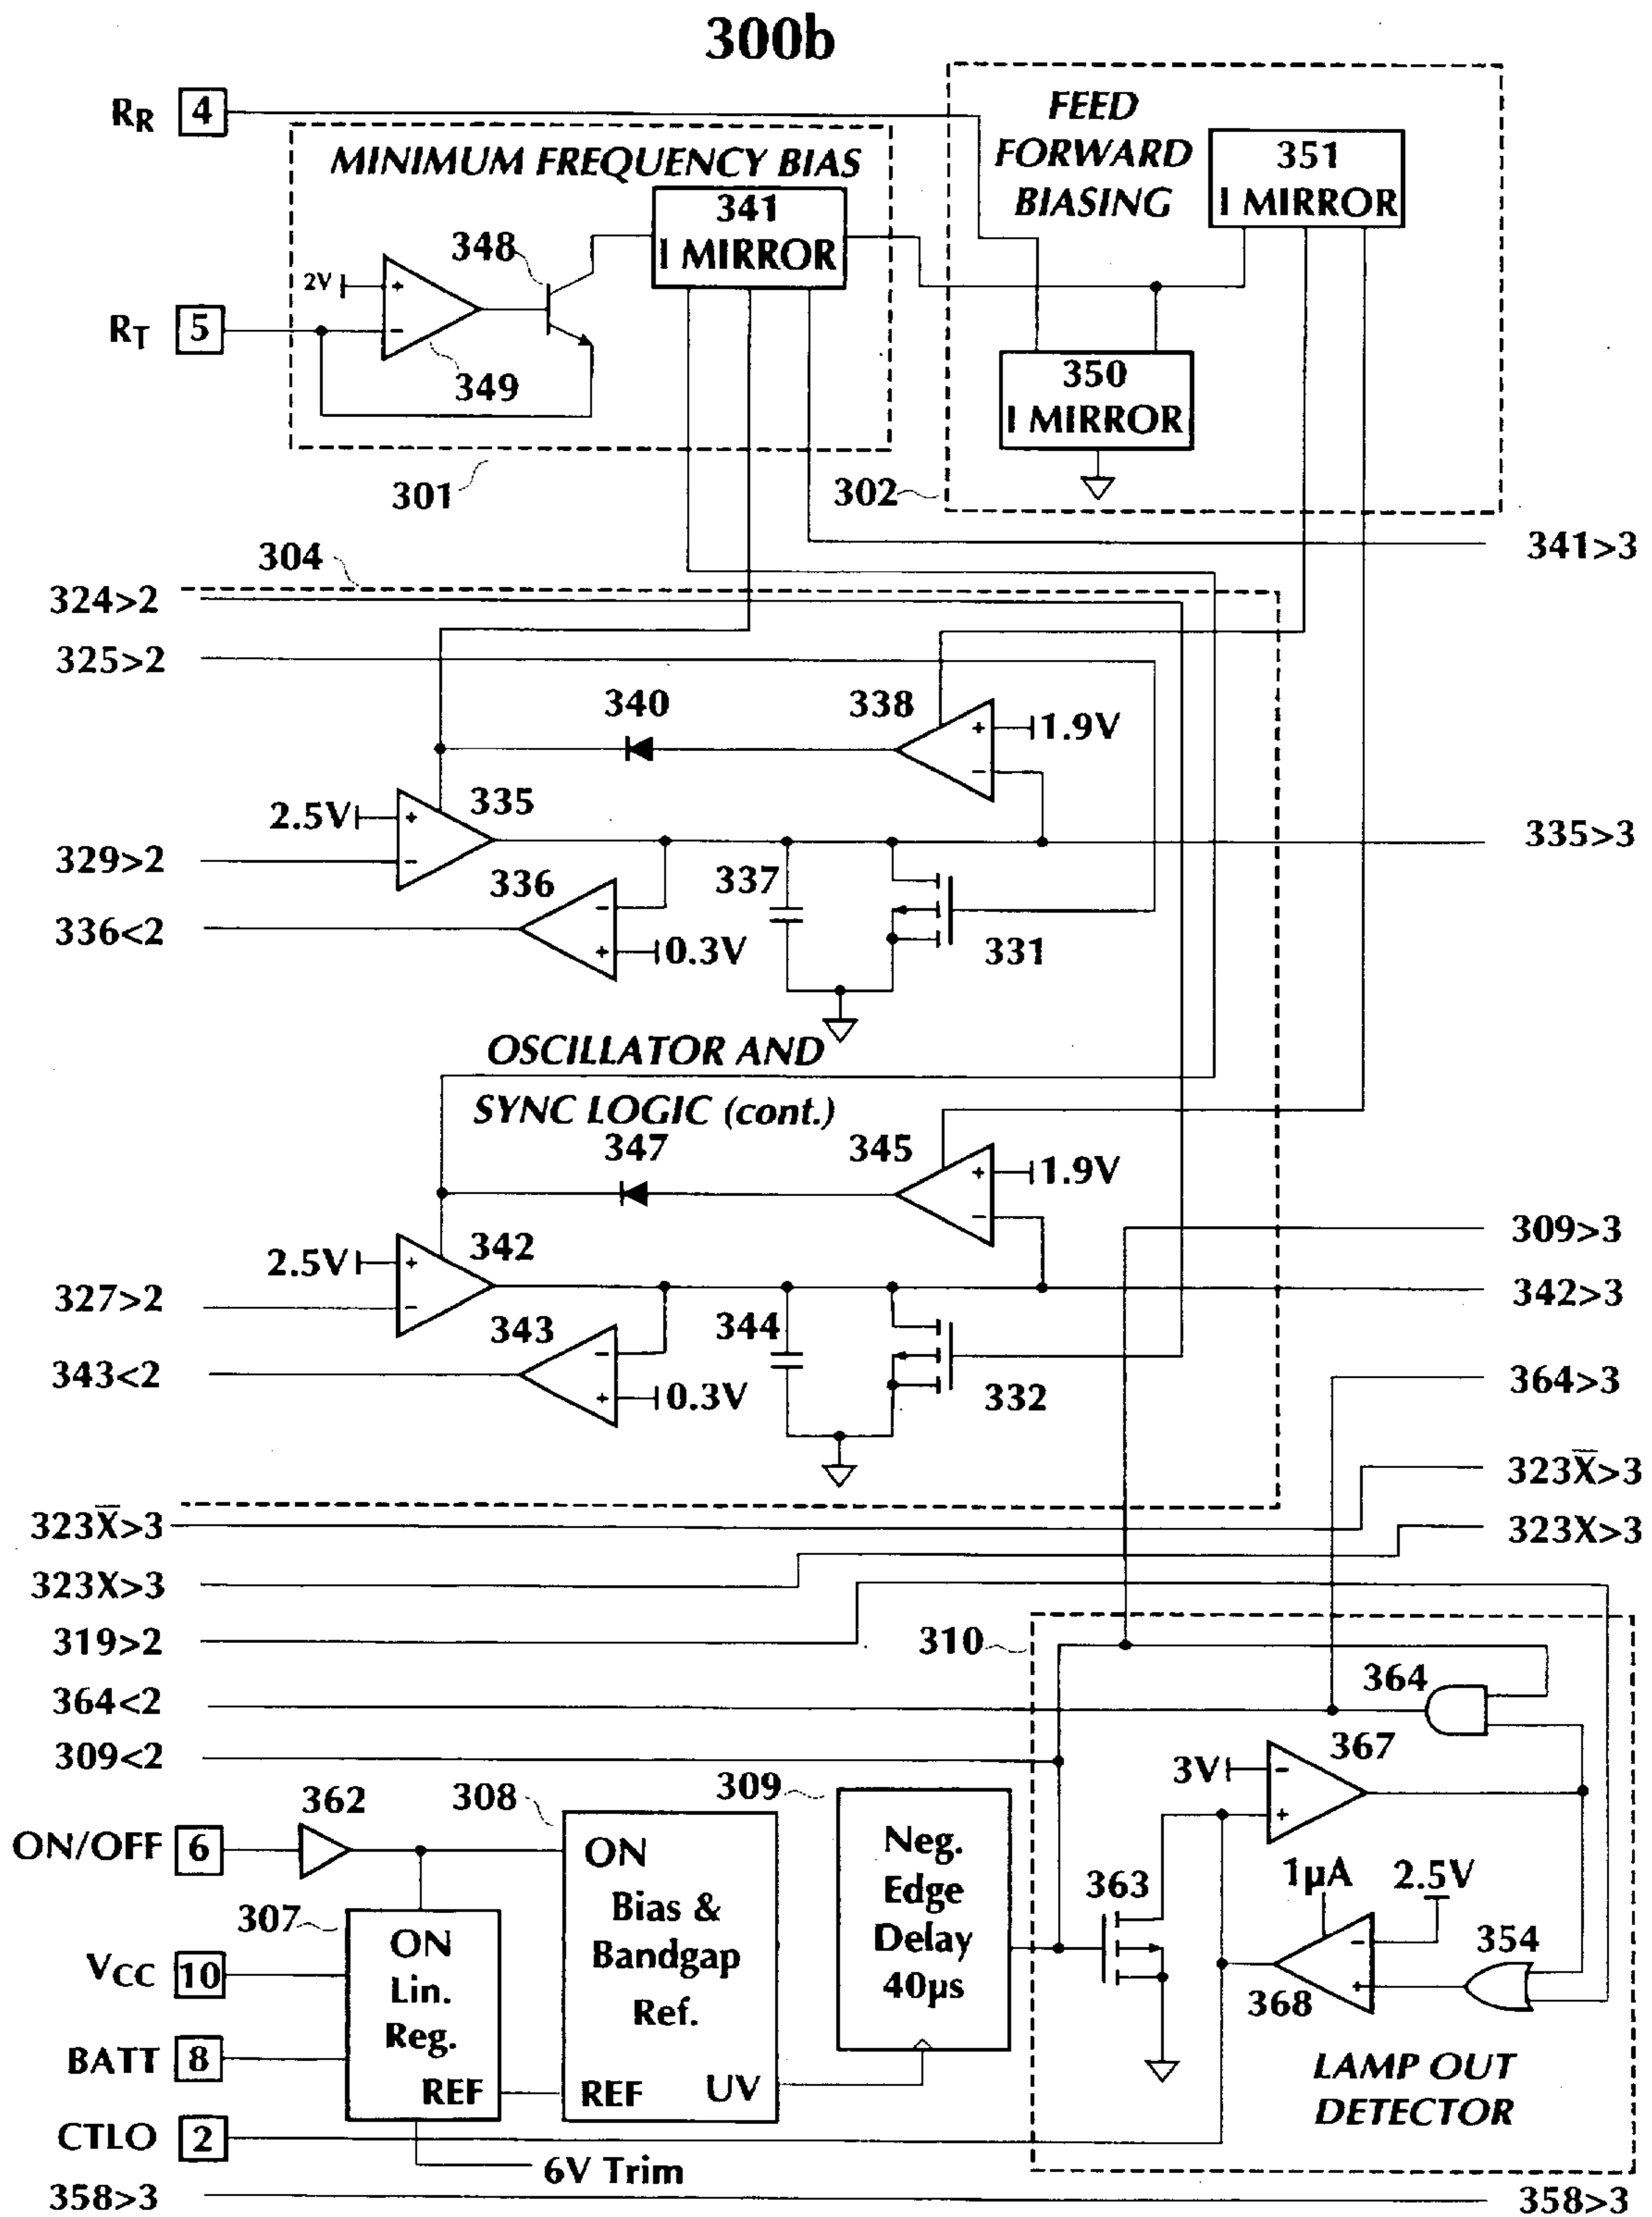 300b
RR 4
FEED
FORWARD
BIASING
351
I MIRROR
MINIMUM FREQUENCY BIAS
341
I MIRROR
348
2V
+
-
RT 5
349
350
I MIRROR
301
302
341>3
304
324>2
325>2
340
338
+
1.9V
-
2.5V
+
335
-
335>3
329>2
336
-
337
336<2
+
0.3V
331
OSCILLATOR AND
SYNC LOGIC (cont.)
347
345
+
1.9V
-
309>3
2.5V
+
342
-
342>3
327>2
343
-
344
343<2
+
0.3V
332
364>3
323X̅>3
323X̅>3
323X>3
323X>3
319>2
310
364<2
364
309<2
367
3V
-
+
362
308
309
ON/OFF 6
ON
Bias &
Bandgap
Ref.
REF
UV
Neg.
Edge
Delay
40µs
363
1µA
2.5V
-
+
354
368
307
ON
Lin.
Reg.
REF
VCC 10
BATT 8
LAMP OUT
DETECTOR
CTLO 2
6V Trim
358>3
358>3